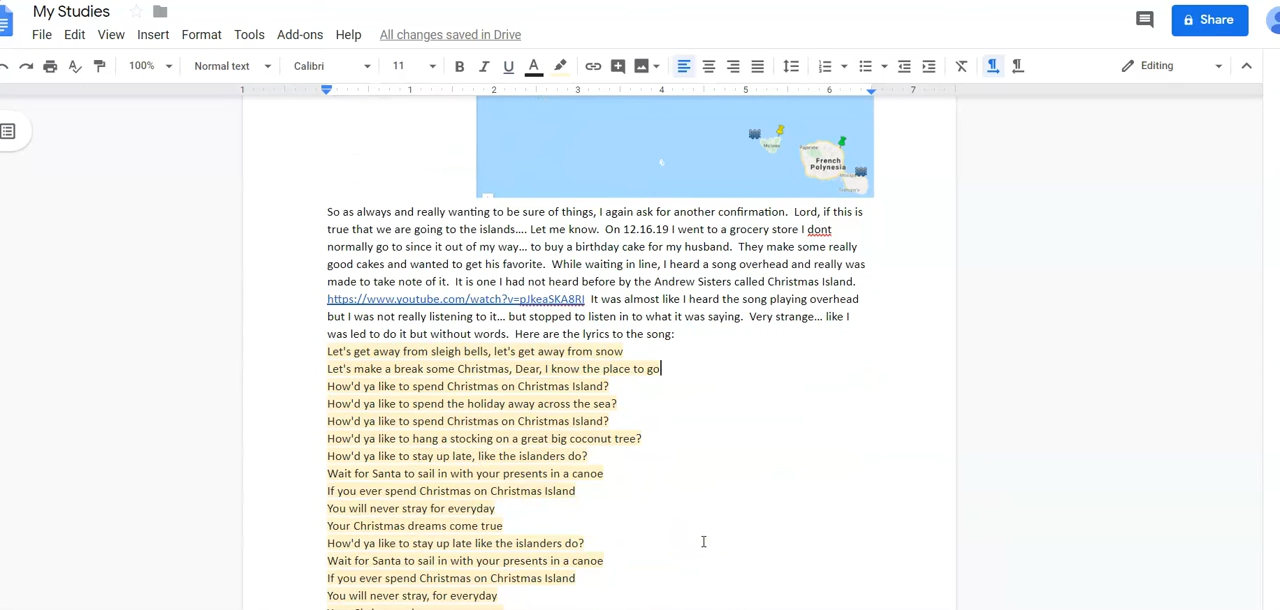 My Studies
File Edit View Insert Format Tools Add-ons Help All changes saved in Drive
Share
100% Normal text Calibri 11 Editing
1 1 2 3 4 5 6 7
French
Polynesia
So as always and really wanting to be sure of things, I again ask for another confirmation. Lord, if this is
true that we are going to the islands.... Let me know. On 12.16.19 I went to a grocery store I dont
normally go to since it out of my way... to buy a birthday cake for my husband. They make some really
good cakes and wanted to get his favorite. While waiting in line, I heard a song overhead and really was
made to take note of it. It is one I had not heard before by the Andrew Sisters called Christmas Island.
https://www.youtube.com/watch?v=pJkeaSKA8RI It was almost like I heard the song playing overhead
but I was not really listening to it... but stopped to listen in to what it was saying. Very strange... like I
was led to do it but without words. Here are the lyrics to the song:
Let's get away from sleigh bells, let's get away from snow
Let's make a break some Christmas, Dear, I know the place to go
How'd ya like to spend Christmas on Christmas Island?
How'd ya like to spend the holiday away across the sea?
How'd ya like to spend Christmas on Christmas Island?
How'd ya like to hang a stocking on a great big coconut tree?
How'd ya like to stay up late, like the islanders do?
Wait for Santa to sail in with your presents in a canoe
If you ever spend Christmas on Christmas Island
You will never stray for everyday
Your Christmas dreams come true
How'd ya like to stay up late like the islanders do?
Wait for Santa to sail in with your presents in a canoe
If you ever spend Christmas on Christmas Island
You will never stray, for everyday